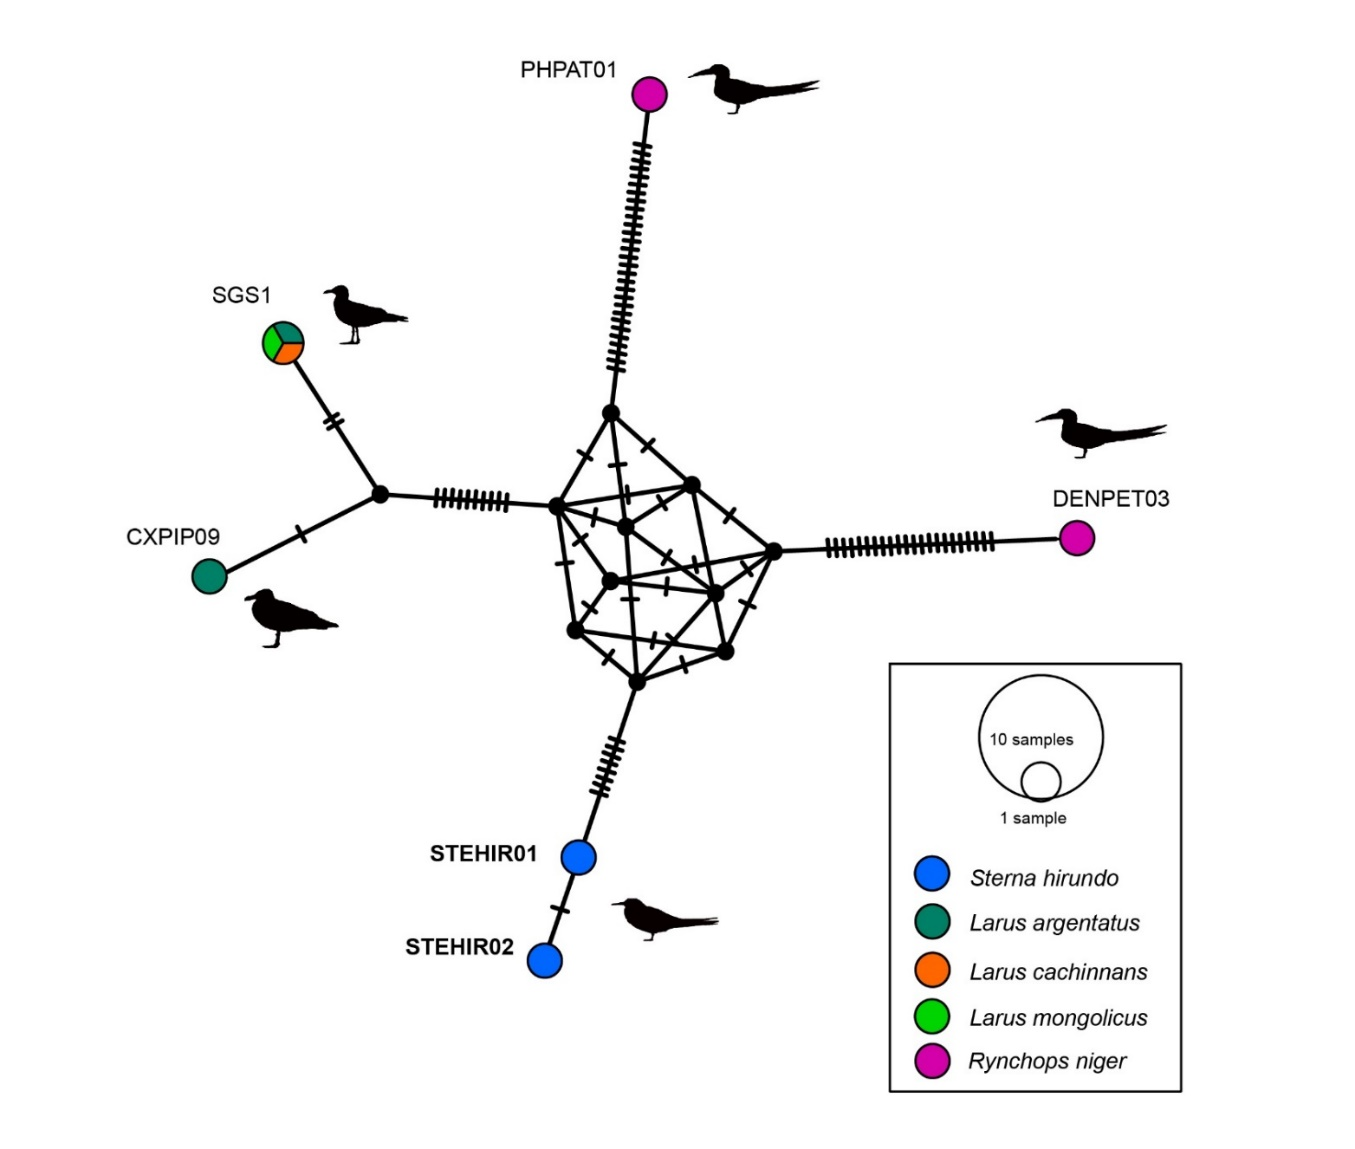 PHPAT01
SGS1
DENPET03
CXPIP09
10 samples
1 sample
STEHIR01
STEHIR02
Sterna hirundo
Larus argentatus
Larus cachinnans
Larus mongolicus
Rynchops niger